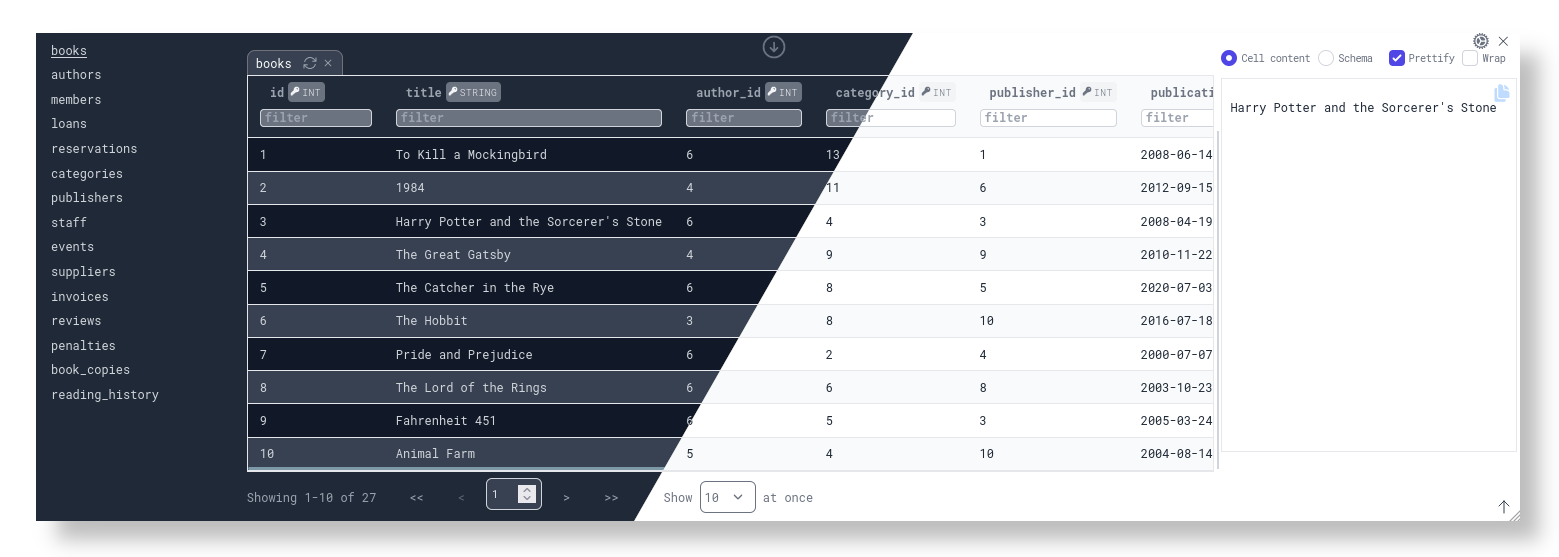 books
authors
members
loans
reservations
categories
publishers
staff
events
suppliers
invoices
reviews
penalties
book_copies
reading_history
books ×
id INT title STRING author_id INT category_id INT publisher_id INT publicati
filter filter filter filter filter filter
1 To Kill a Mockingbird 6 13 1 2008-06-14
2 1984 4 11 6 2012-09-15
3 Harry Potter and the Sorcerer's Stone 6 4 3 2008-04-19
4 The Great Gatsby 4 9 9 2010-11-22
5 The Catcher in the Rye 6 8 5 2020-07-03
6 The Hobbit 3 8 10 2016-07-18
7 Pride and Prejudice 6 2 4 2000-07-07
8 The Lord of the Rings 6 6 8 2003-10-23
9 Fahrenheit 451 6 5 3 2005-03-24
10 Animal Farm 5 4 10 2004-08-14
Showing 1-10 of 27 << < 1 > >> Show 10 at once
Cell content Schema Prettify Wrap
Harry Potter and the Sorcerer's Stone